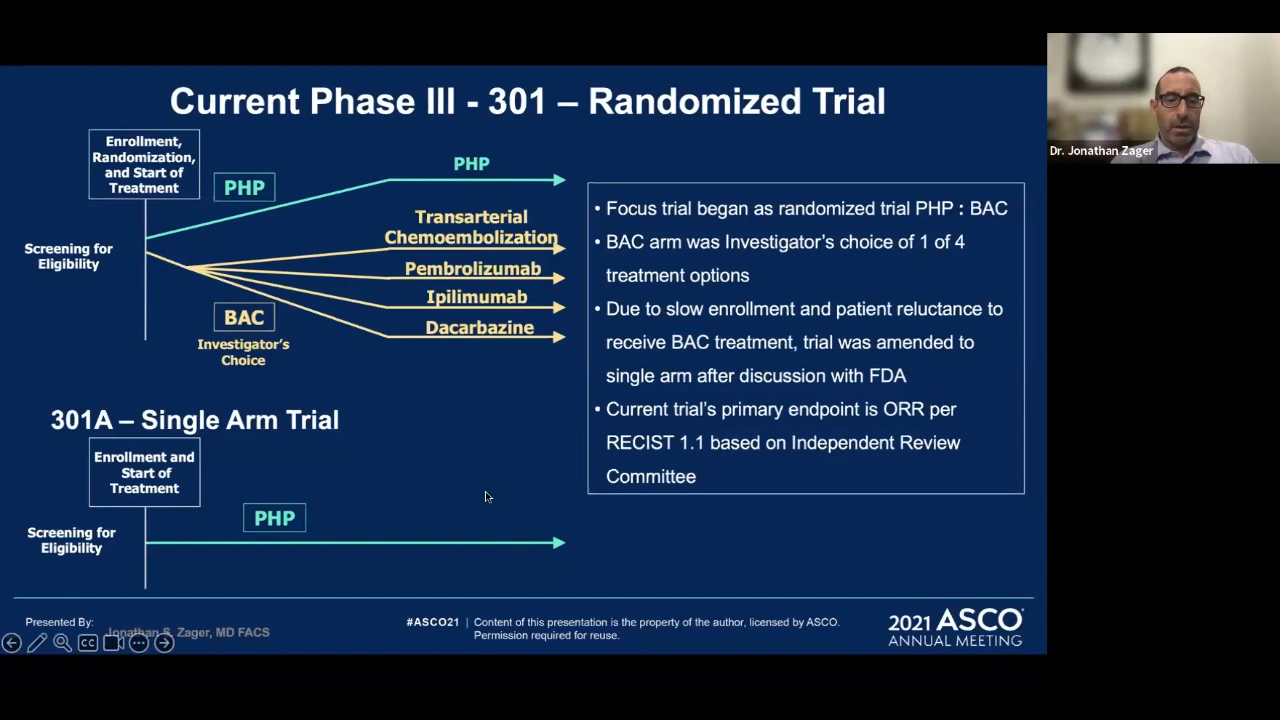 Current Phase III - 301 – Randomized Trial
Enrollment,
Randomization,
and Start of
Treatment
Screening for
Eligibility
PHP
PHP
Transarterial
Chemoembolization
Pembrolizumab
Ipilimumab
Dacarbazine
BAC
Investigator's
Choice
• Focus trial began as randomized trial PHP : BAC
• BAC arm was Investigator's choice of 1 of 4
treatment options
• Due to slow enrollment and patient reluctance to
receive BAC treatment, trial was amended to
single arm after discussion with FDA
• Current trial's primary endpoint is ORR per
RECIST 1.1 based on Independent Review
Committee
301A – Single Arm Trial
Enrollment and
Start of
Treatment
Screening for
Eligibility
PHP
Presented By:
Jonathan S. Zager, MD FACS
#ASCO21 | Content of this presentation is the property of the author, licensed by ASCO.
Permission required for reuse.
2021 ASCO
ANNUAL MEETING
CC
Dr. Jonathan Zager